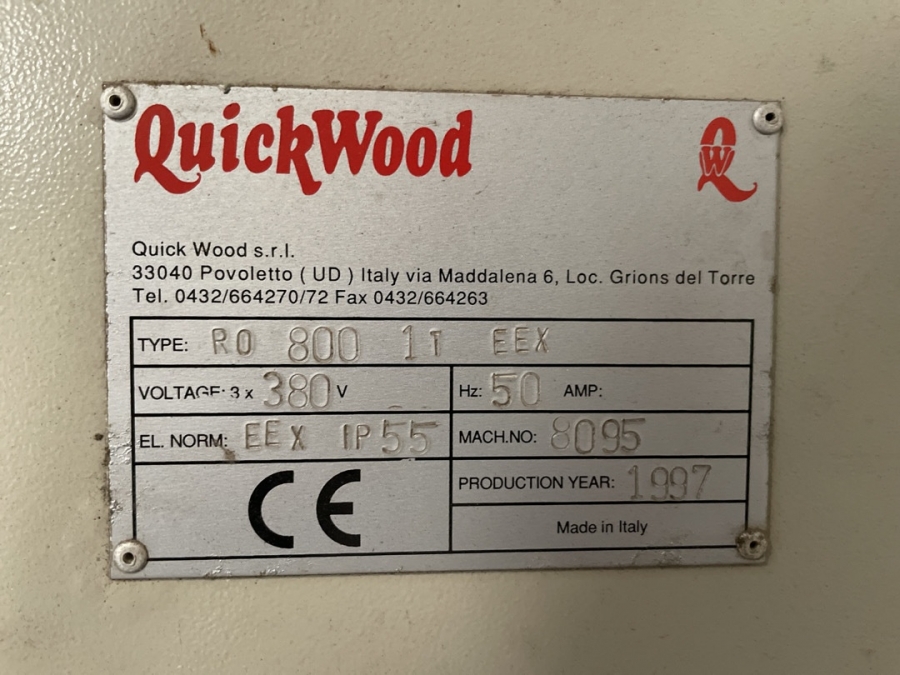 QuickWood
QW
Quick Wood s.r.l.
33040 Povoletto ( UD ) Italy via Maddalena 6, Loc. Grions del Torre
Tel. 0432/664270/72 Fax 0432/664263
TYPE: RO 800 1T EEX
VOLTAGE: 3 x 380 V
Hz: 50 AMP:
EL. NORM: EEX IP 55
MACH.NO: 8095
CE
PRODUCTION YEAR: 1997
Made in Italy